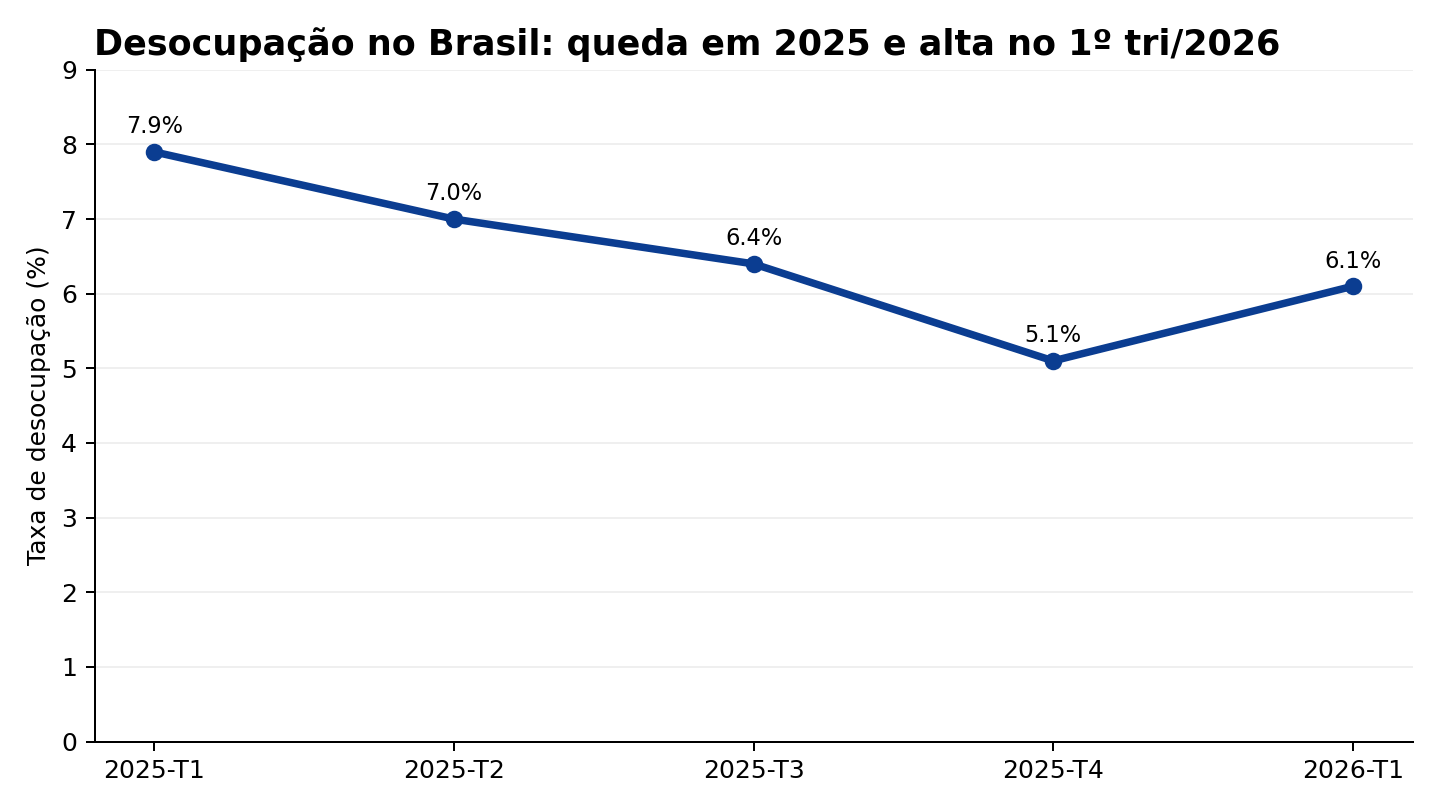 Desocupação no Brasil: queda em 2025 e alta no 1º tri/2026
Taxa de desocupação (%)
9
8
7
6
5
4
3
2
1
0
7.9%
7.0%
6.4%
5.1%
6.1%
2025-T1
2025-T2
2025-T3
2025-T4
2026-T1